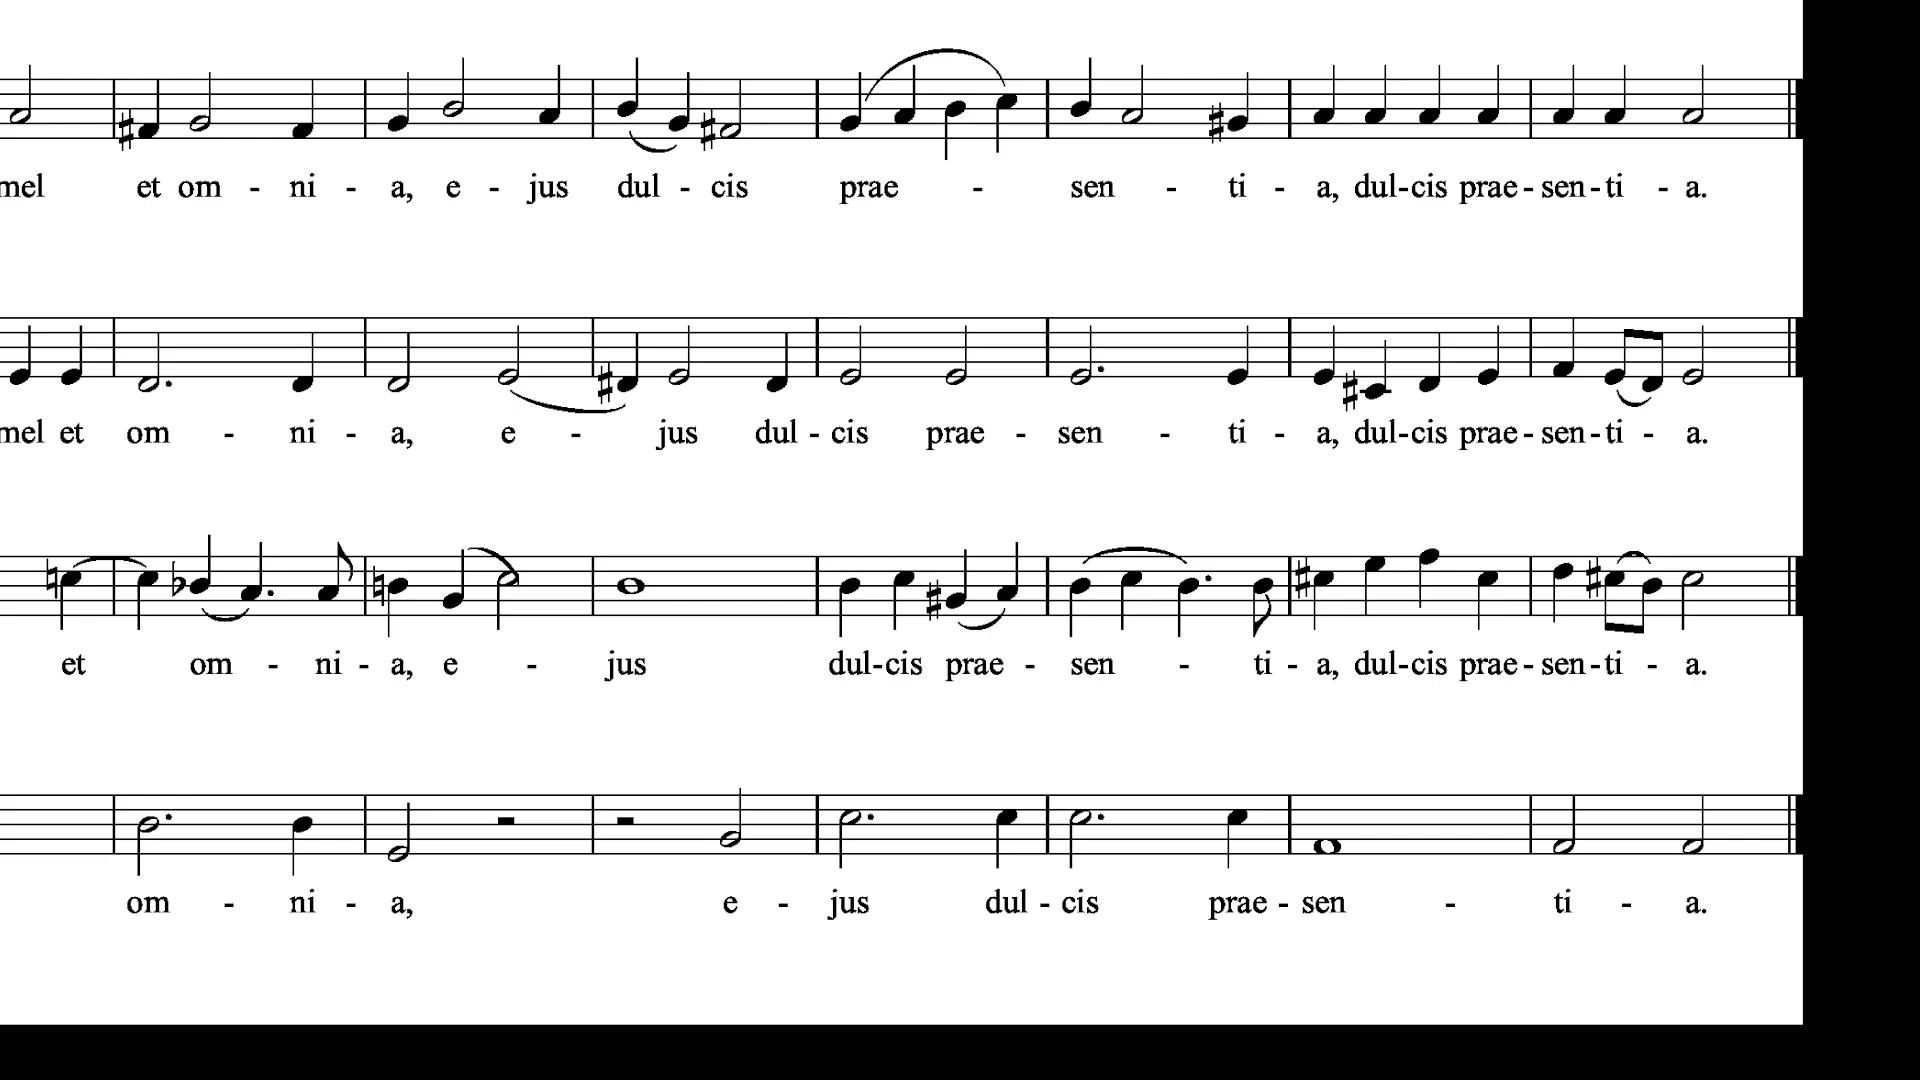 mel et om - ni - a, e - jus dul - cis prae - sen - ti - a, dul-cis prae - sen - ti - a.
mel et om - ni - a, e - jus dul - cis prae - sen - ti - a, dul-cis prae - sen - ti - a.
et om - ni - a, e - jus dul-cis prae - sen - ti - a, dul-cis prae - sen - ti - a.
om - ni - a, e - jus dul - cis prae - sen - ti - a.